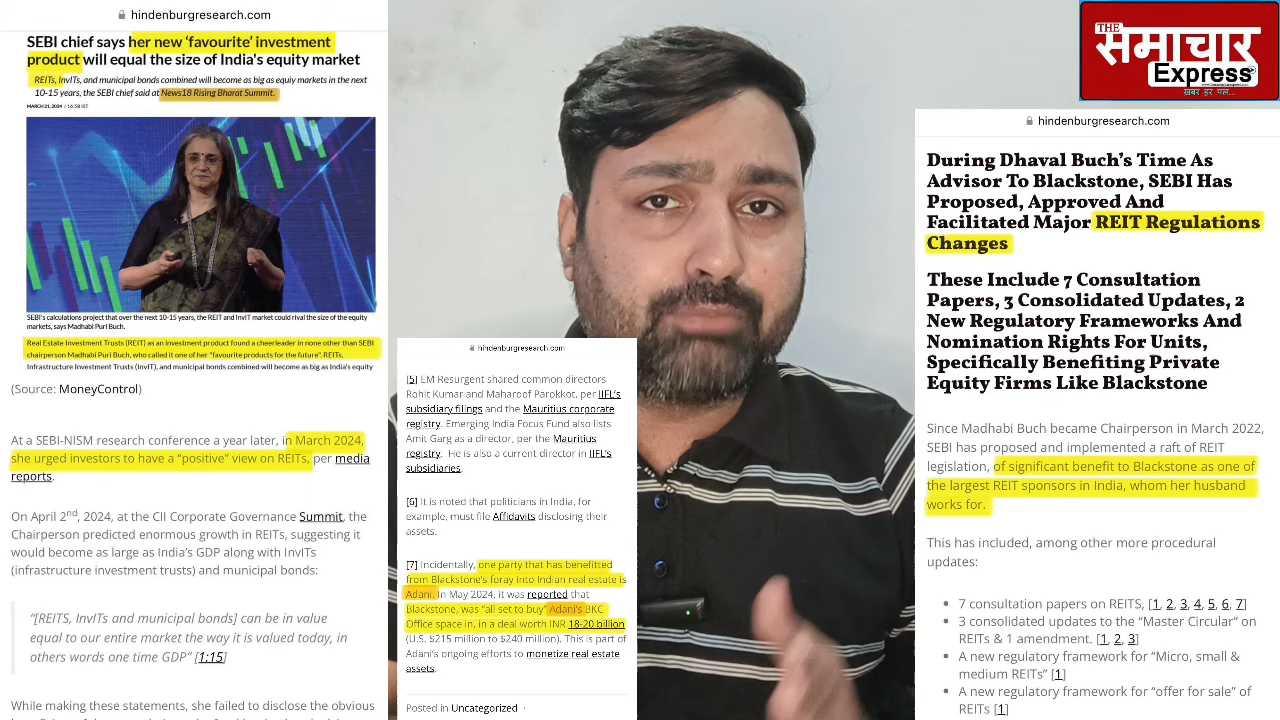 hindenburgresearch.com
SEBI chief says her new ‘favourite’ investment
product will equal the size of India's equity market
REITs, InvITs, and municipal bonds combined will become as big as equity markets in the next
10-15 years, the SEBI chief said at News18 Rising Bharat Summit.
MARCH 21, 2024 / 16:58 IST
SEBI's calculations project that over the next 10-15 years, the REIT and InvIT market could rival the size of the equity
markets, says Madhabi Puri Buch.
Real Estate Investment Trusts (REIT) as an investment product found a cheerleader in none other than SEBI
chairperson Madhabi Puri Buch, who called it one of her "favourite products for the future". REITs,
Infrastructure Investment Trusts (InvIT), and municipal bonds combined will become as big as India's equity
(Source: MoneyControl)
At a SEBI-NISM research conference a year later, in March 2024,
she urged investors to have a “positive” view on REITs, per media
reports.
On April 2nd, 2024, at the CII Corporate Governance Summit, the
Chairperson predicted enormous growth in REITs, suggesting it
would become as large as India’s GDP along with InvITs
(infrastructure investment trusts) and municipal bonds:
“[REITS, InvITs and municipal bonds] can be in value
equal to our entire market the way it is valued today, in
others words one time GDP” [1:15]
While making these statements, she failed to disclose the obvious
hindenburgresearch.com
[5] EM Resurgent shared common directors
Rohit Kumar and Maharoof Parokkot, per IIFL’s
subsidiary filings and the Mauritius corporate
registry. Emerging India Focus Fund also lists
Amit Garg as a director, per the Mauritius
registry. He is also a current director in IIFL’s
subsidiaries.
[6] It is noted that politicians in India, for
example, must file Affidavits disclosing their
assets.
[7] Incidentally, one party that has benefitted
from Blackstone’s foray into Indian real estate is
Adani. In May 2024, it was reported that
Blackstone, was “all set to buy” Adani’s BKC
Office space in, in a deal worth INR 18-20 billion
(U.S. $215 million to $240 million). This is part of
Adani’s ongoing efforts to monetize real estate
assets.
Posted in Uncategorized
THE
समाचार
Express
ख़बर हर पल...
hindenburgresearch.com
During Dhaval Buch’s Time As
Advisor To Blackstone, SEBI Has
Proposed, Approved And
Facilitated Major REIT Regulations
Changes
These Include 7 Consultation
Papers, 3 Consolidated Updates, 2
New Regulatory Frameworks And
Nomination Rights For Units,
Specifically Benefiting Private
Equity Firms Like Blackstone
Since Madhabi Buch became Chairperson in March 2022,
SEBI has proposed and implemented a raft of REIT
legislation, of significant benefit to Blackstone as one of
the largest REIT sponsors in India, whom her husband
works for.
This has included, among other more procedural
updates:
• 7 consultation papers on REITS, [1, 2, 3, 4, 5, 6, 7]
• 3 consolidated updates to the “Master Circular” on
REITs & 1 amendment. [1, 2, 3]
• A new regulatory framework for “Micro, small &
medium REITs” [1]
• A new regulatory framework for “offer for sale” of
REITs [1]